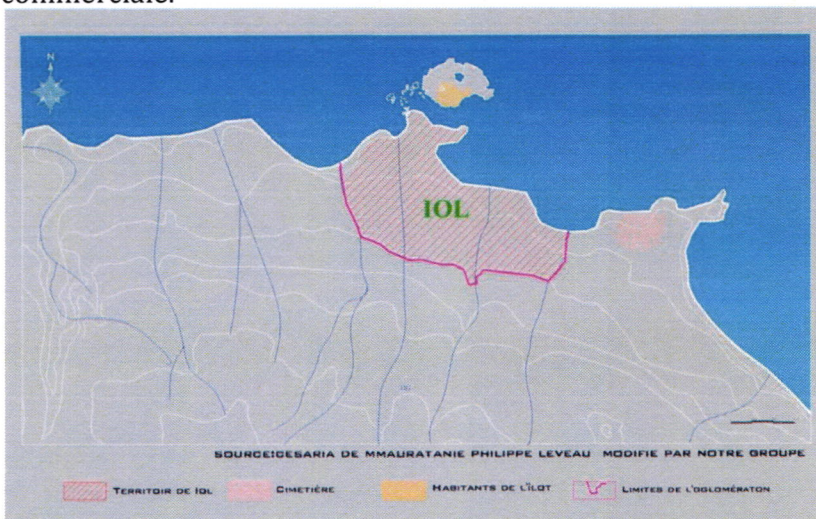 commerciale.
N
IOL
SOURCE:CESARIA DE MMAURATANIE PHILIPPE LEVEAU MODIFIE PAR NOTRE GROUPE
TERRITOIR DE IOL CIMETIÈRE HABITANTS DE L'ÎLOT LIMITES DE L'OGLOMÉRATON